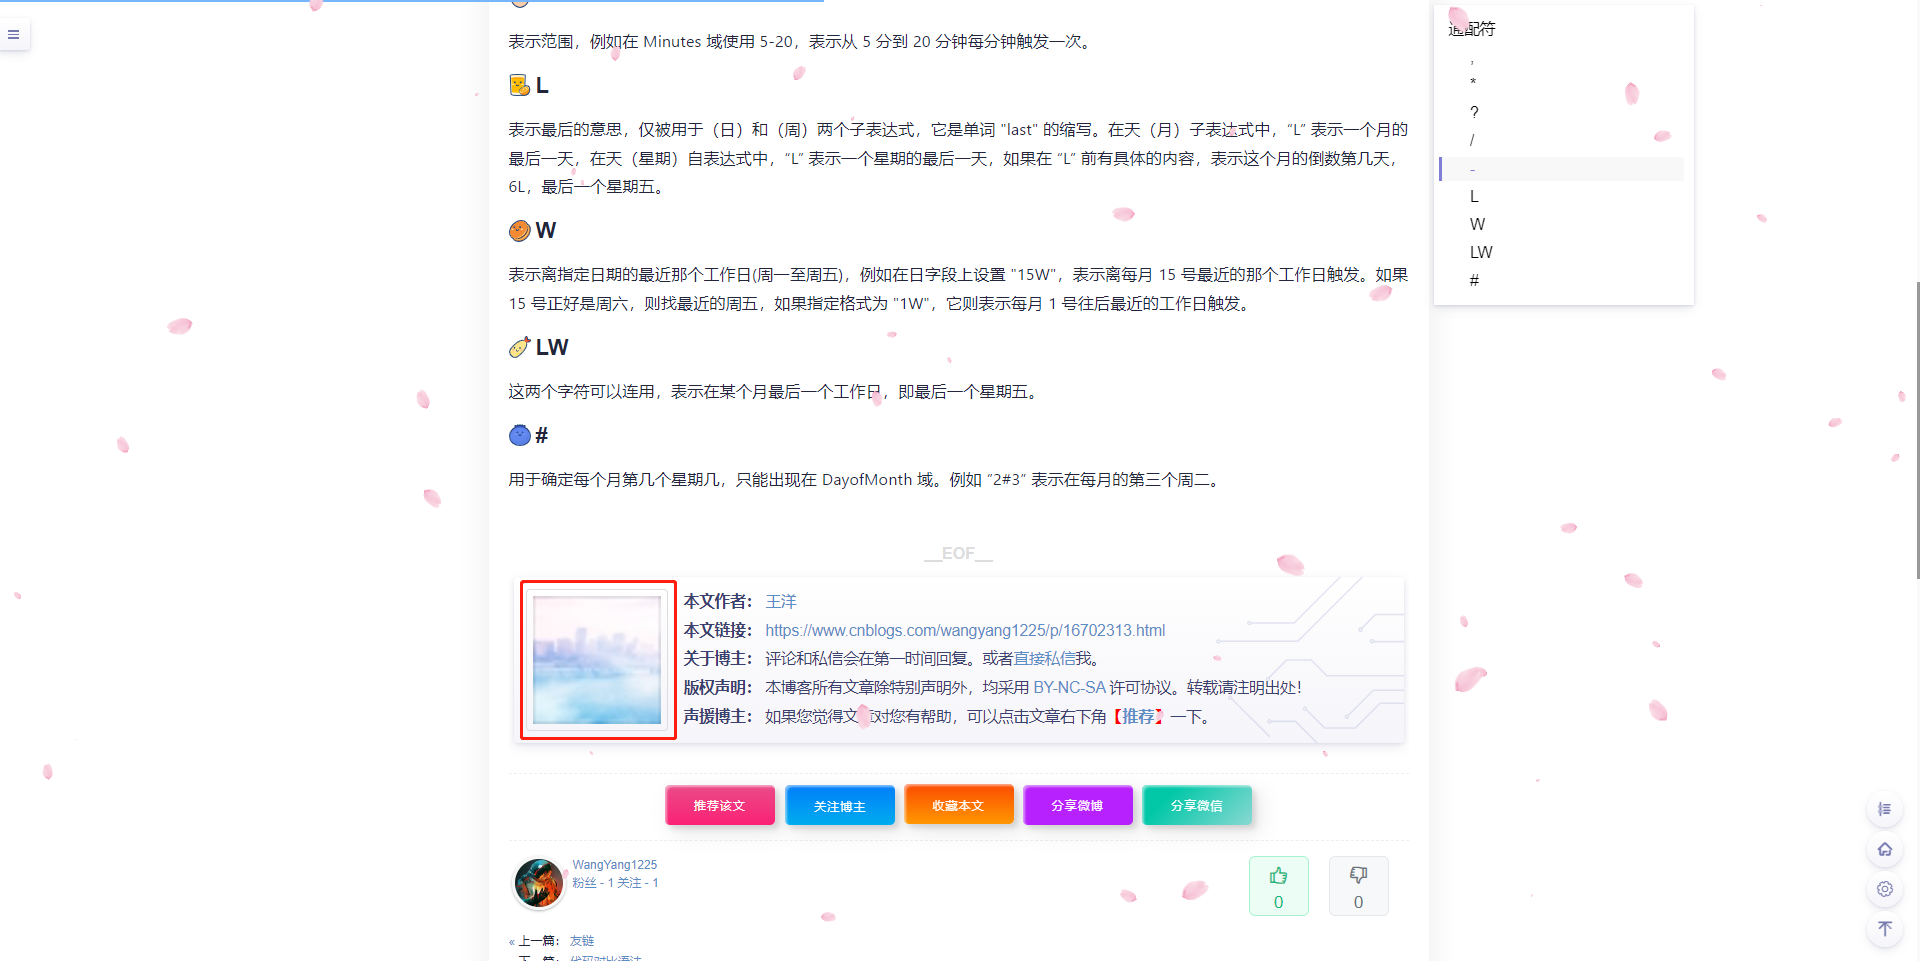 表示范围，例如在 Minutes 域使用 5-20，表示从 5 分到 20 分钟每分钟触发一次。
L
表示最后的意思，仅被用于（日）和（周）两个子表达式，它是单词 "last" 的缩写。在天（月）子表达式中，“L” 表示一个月的
最后一天，在天（星期）自表达式中，“L” 表示一个星期的最后一天，如果在 “L” 前有具体的内容，表示这个月的倒数第几天，
6L，最后一个星期五。
W
表示离指定日期的最近那个工作日(周一至周五)，例如在日字段上设置 "15W"，表示离每月 15 号最近的那个工作日触发。如果
15 号正好是周六，则找最近的周五，如果指定格式为 "1W"，它则表示每月 1 号往后最近的工作日触发。
LW
这两个字符可以连用，表示在某个月最后一个工作日，即最后一个星期五。
#
用于确定每个月第几个星期几，只能出现在 DayofMonth 域。例如 “2#3” 表示在每月的第三个周二。
__EOF__
本文作者： 王洋
本文链接： https://www.cnblogs.com/wangyang1225/p/16702313.html
关于博主： 评论和私信会在第一时间回复。或者直接私信我。
版权声明： 本博客所有文章除特别声明外，均采用 BY-NC-SA 许可协议。转载请注明出处！
声援博主： 如果您觉得文章对您有帮助，可以点击文章右下角【推荐】一下。
推荐该文
关注博主
收藏本文
分享微博
分享微信
WangYang1225
粉丝 - 1 关注 - 1
0
0
« 上一篇： 友链
下一篇： 代码对比语法
通配符
,
*
?
/
-
L
W
LW
#